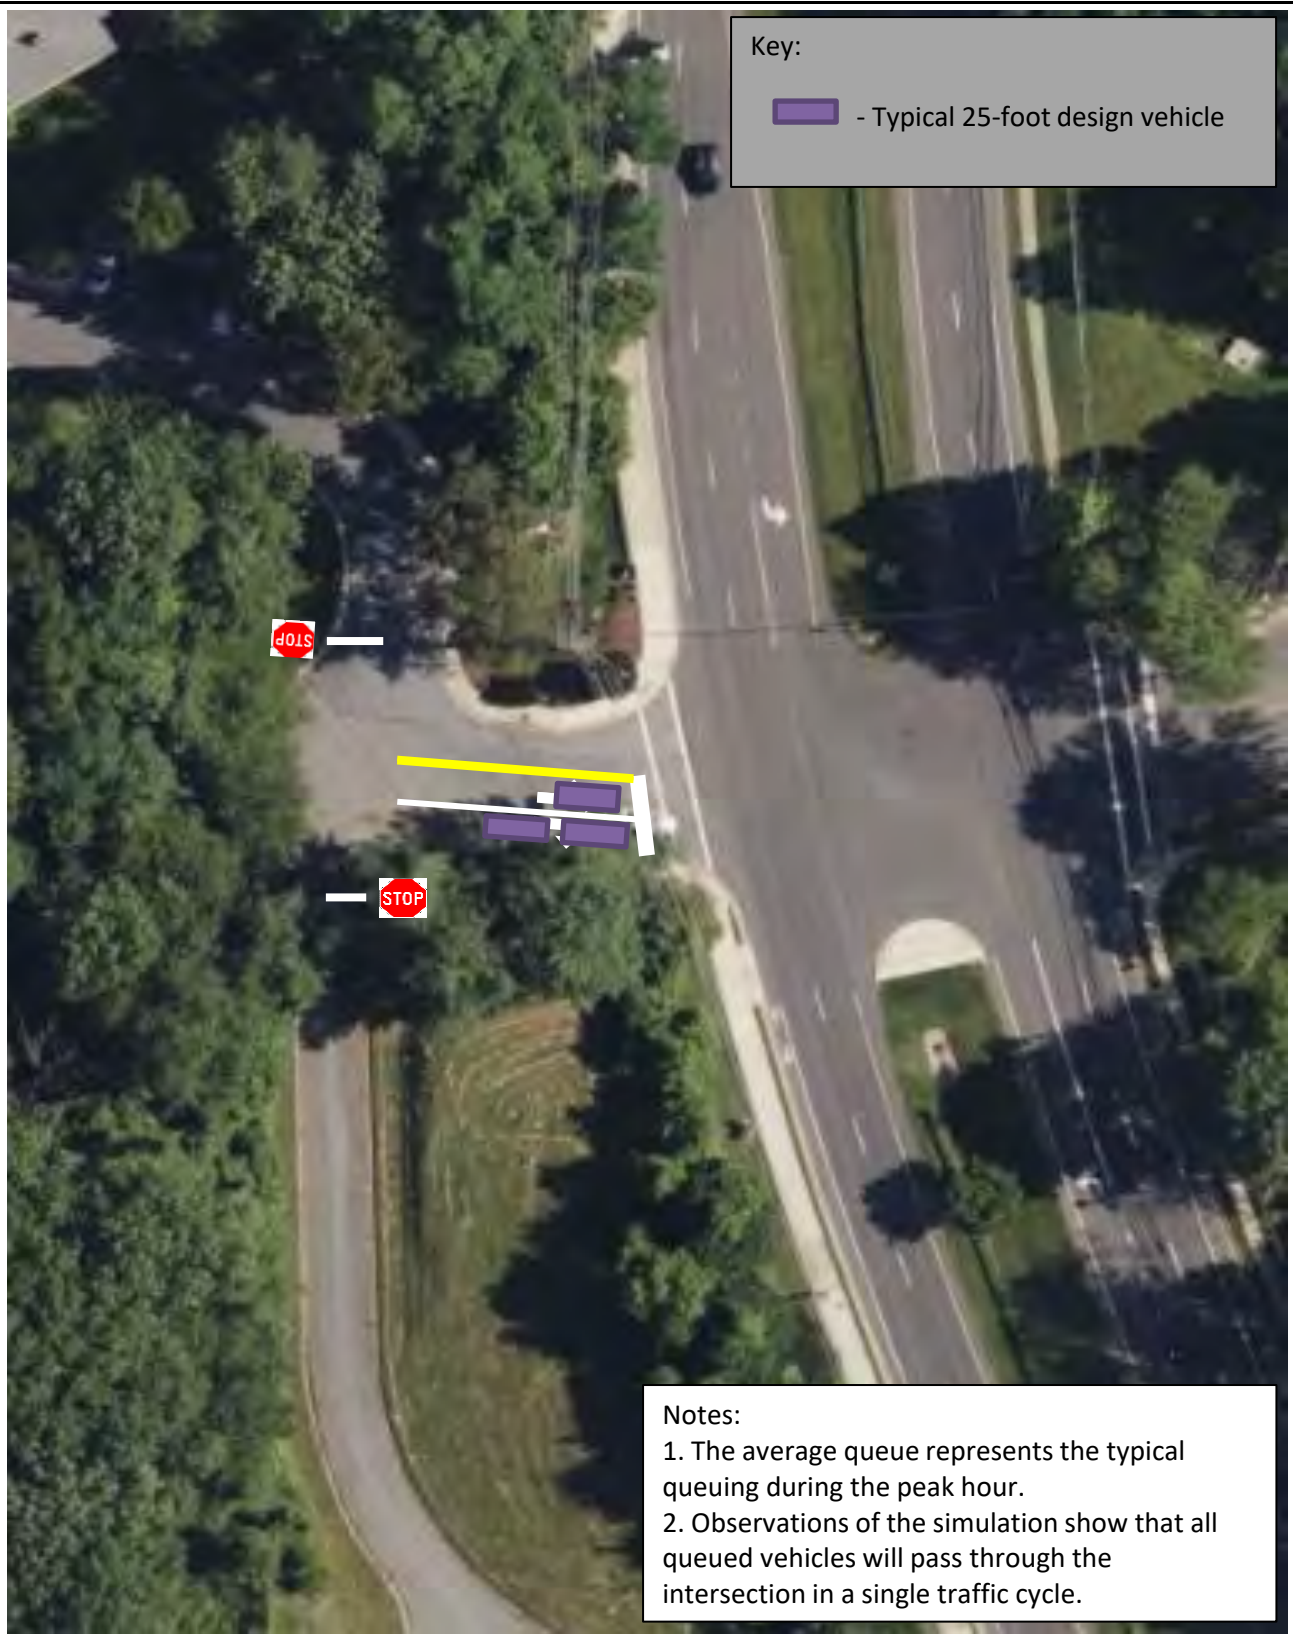 Key:
- Typical 25-foot design vehicle
STOP
STOP
Notes:
1. The average queue represents the typical
queuing during the peak hour.
2. Observations of the simulation show that all
queued vehicles will pass through the
intersection in a single traffic cycle.